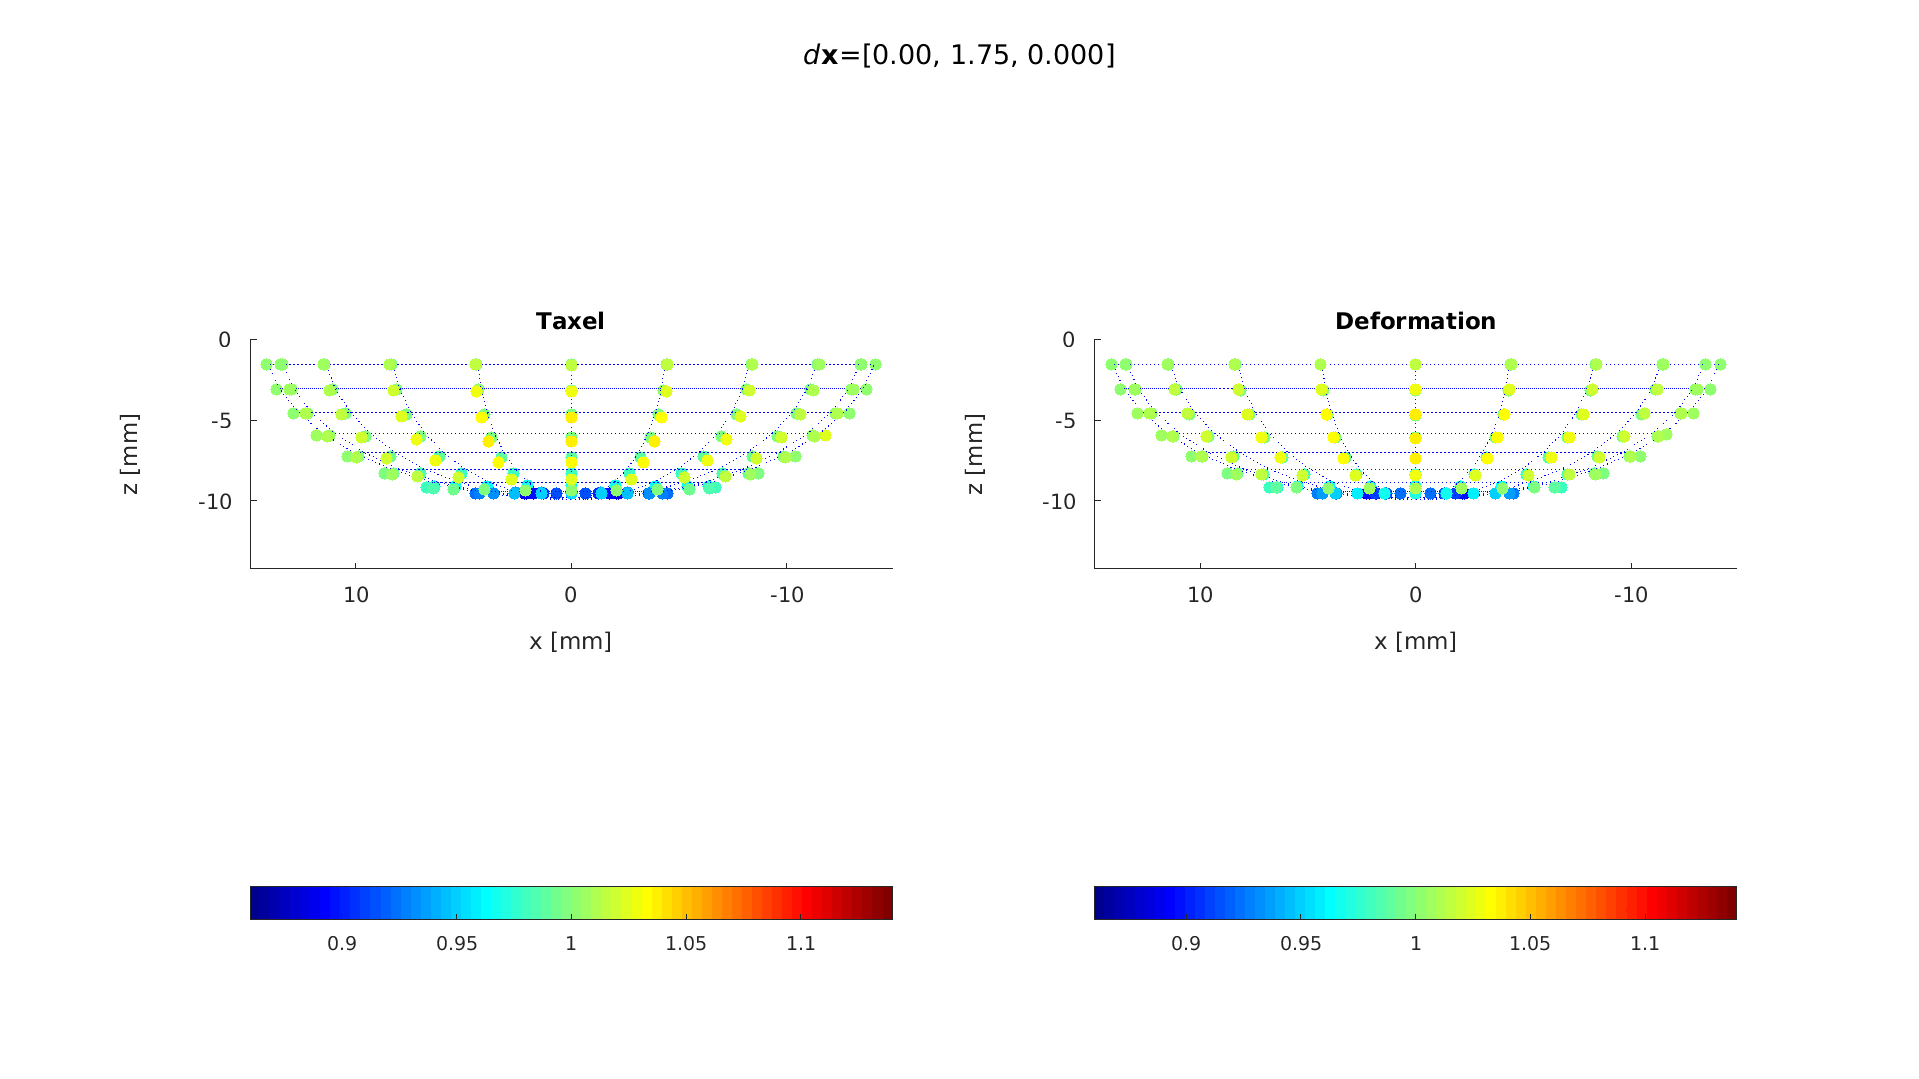 dx=[0.00, 1.75, 0.000]
Taxel
0
-5
-10
z [mm]
10 0 -10
x [mm]
0.9 0.95 1 1.05 1.1
Deformation
0
-5
-10
z [mm]
10 0 -10
x [mm]
0.9 0.95 1 1.05 1.1